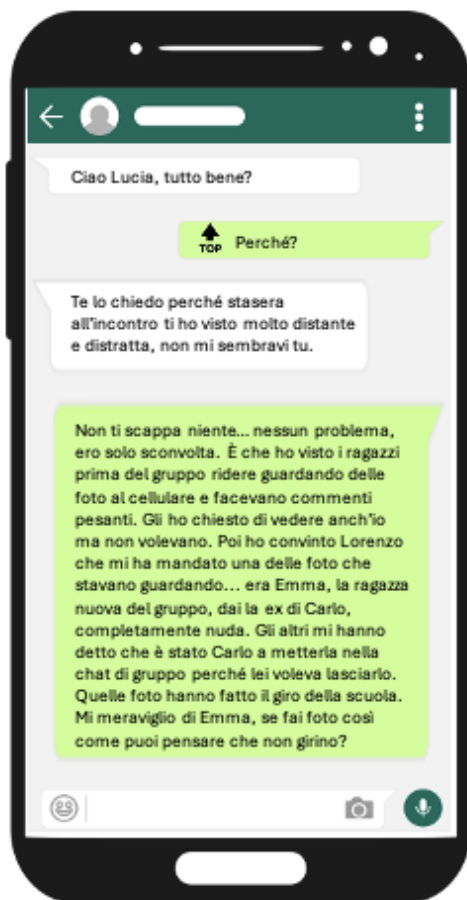 Ciao Lucia, tutto bene?
TOP Perché?
Te lo chiedo perché stasera
all'incontro ti ho visto molto distante
e distratta, non mi sembravi tu.
Non ti scappa niente... nessun problema,
ero solo sconvolta. È che ho visto i ragazzi
prima del gruppo ridere guardando delle
foto al cellulare e facevano commenti
pesanti. Gli ho chiesto di vedere anch'io
ma non volevano. Poi ho convinto Lorenzo
che mi ha mandato una delle foto che
stavano guardando... era Emma, la ragazza
nuova del gruppo, dai la ex di Carlo,
completamente nuda. Gli altri mi hanno
detto che è stato Carlo a metterla nella
chat di gruppo perché lei voleva lasciarlo.
Quelle foto hanno fatto il giro della scuola.
Mi meraviglio di Emma, se fai foto così
come puoi pensare che non girino?